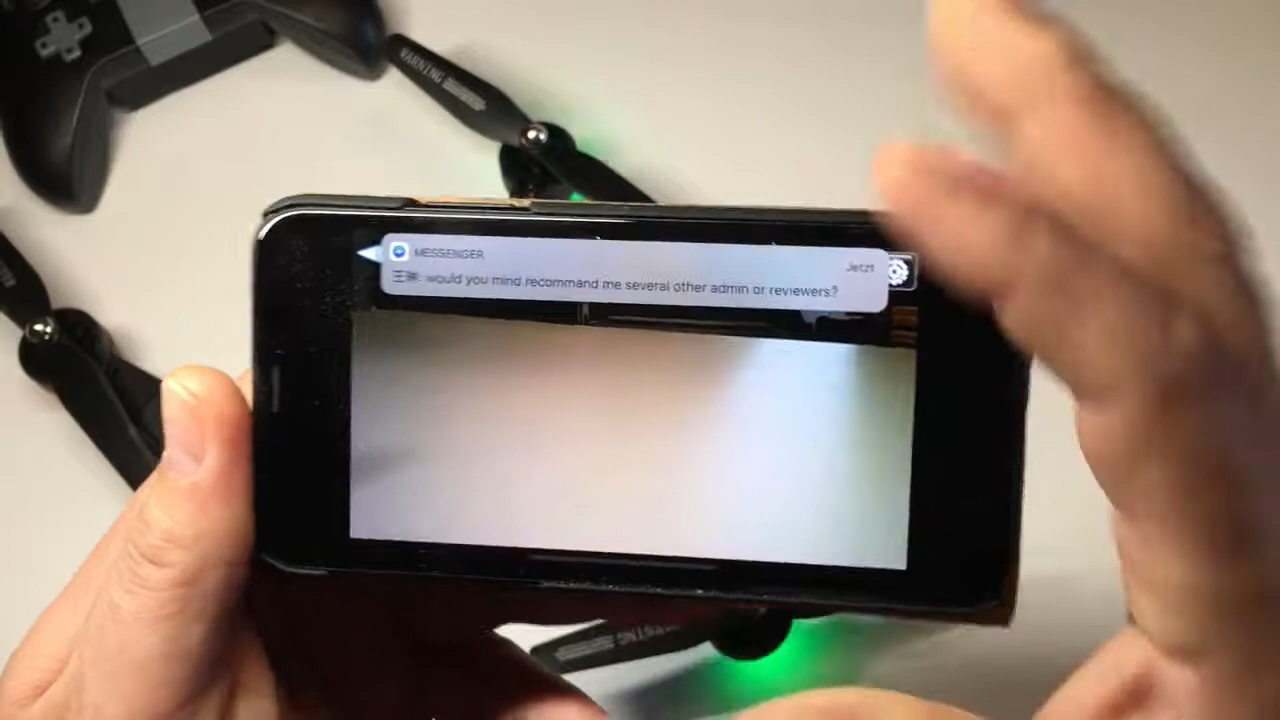 WARNING
MESSENGER
Jetzt
would you mind recommand me several other admin or reviewers?
WARNING